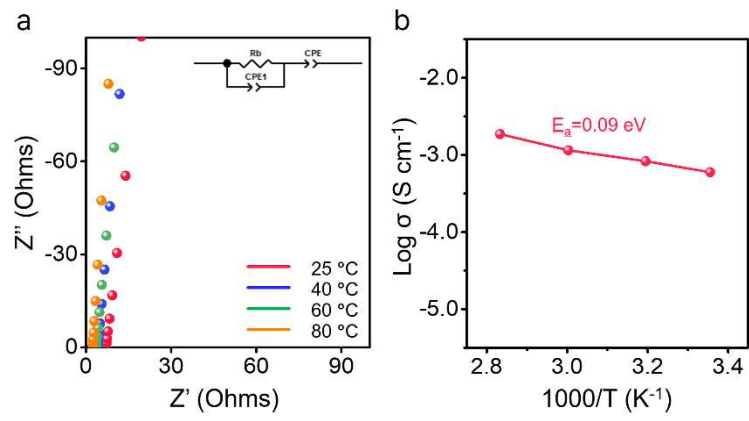 a
Rb
CPE
CPE1
-90
-60
-30
0
Z'' (Ohms)
25 °C
40 °C
60 °C
80 °C
0
30
60
90
Z' (Ohms)
b
-2.0
-3.0
-4.0
-5.0
Log σ (S cm⁻¹)
Eₐ=0.09 eV
2.8
3.0
3.2
3.4
1000/T (K⁻¹)